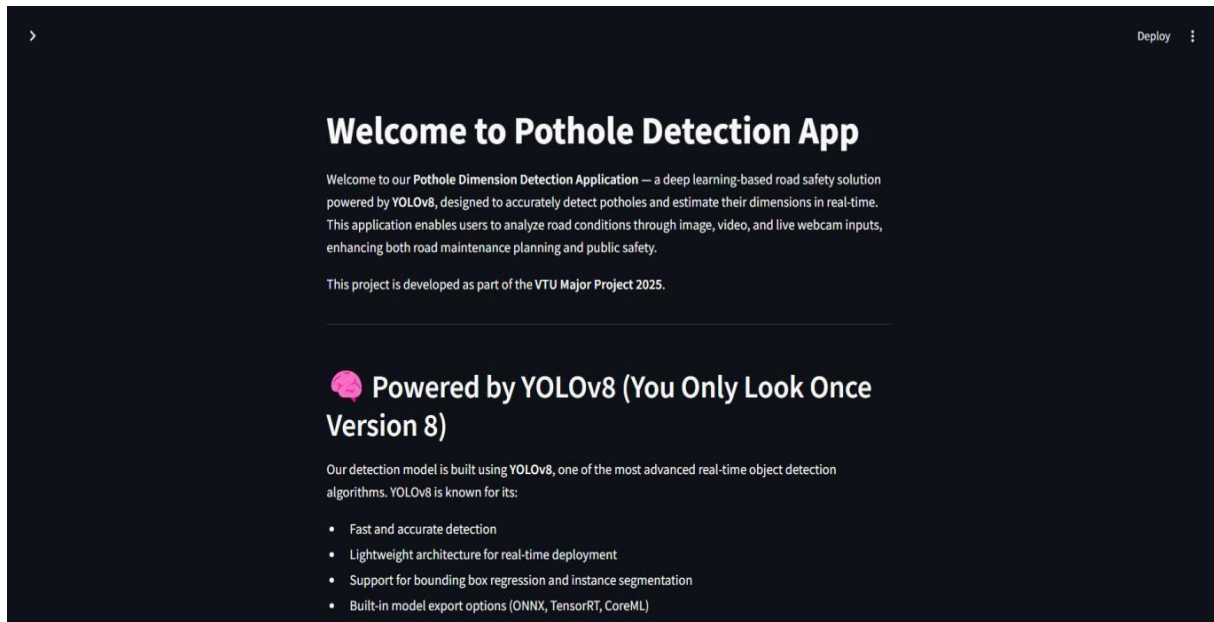 Deploy
Welcome to Pothole Detection App
Welcome to our Pothole Dimension Detection Application — a deep learning-based road safety solution
powered by YOLOv8, designed to accurately detect potholes and estimate their dimensions in real-time.
This application enables users to analyze road conditions through image, video, and live webcam inputs,
enhancing both road maintenance planning and public safety.
This project is developed as part of the VTU Major Project 2025.
🧠 Powered by YOLOv8 (You Only Look Once
Version 8)
Our detection model is built using YOLOv8, one of the most advanced real-time object detection
algorithms. YOLOv8 is known for its:
• Fast and accurate detection
• Lightweight architecture for real-time deployment
• Support for bounding box regression and instance segmentation
• Built-in model export options (ONNX, TensorRT, CoreML)